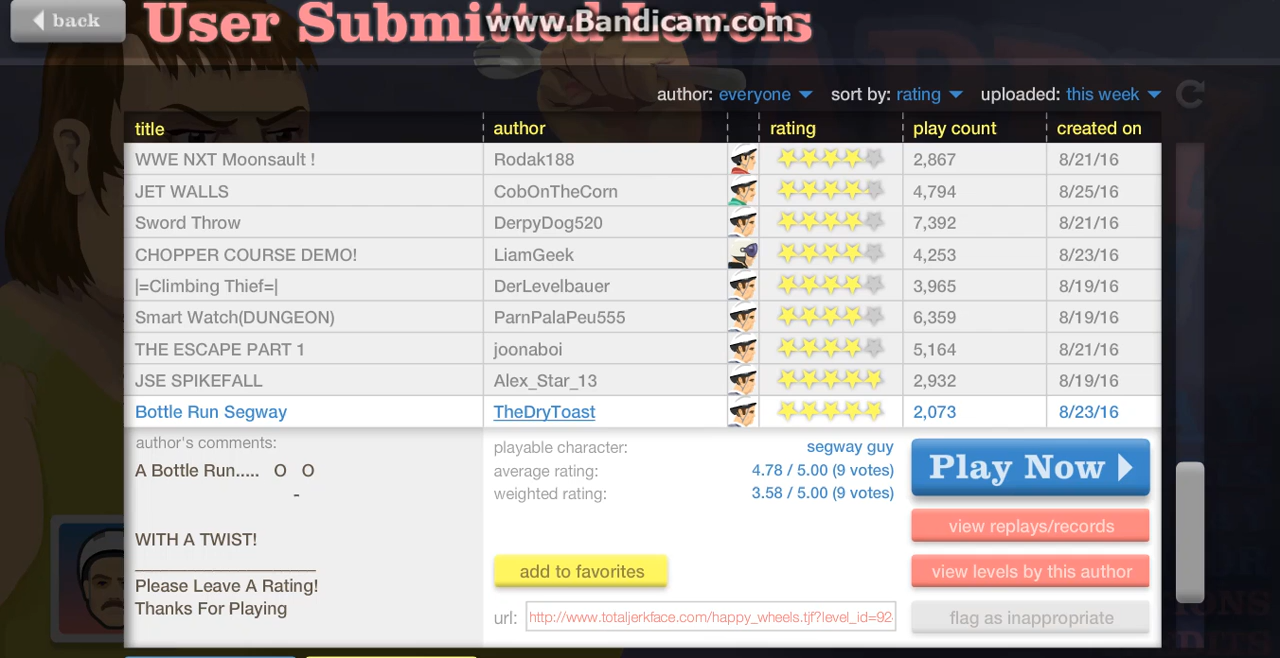 back
User Submitted Levels
www.Bandicam.com
author: everyone sort by: rating uploaded: this week
title author rating play count created on
WWE NXT Moonsault ! Rodak188 2,867 8/21/16
JET WALLS CobOnTheCorn 4,794 8/25/16
Sword Throw DerpyDog520 7,392 8/21/16
CHOPPER COURSE DEMO! LiamGeek 4,253 8/23/16
|=Climbing Thief=| DerLevelbauer 3,965 8/19/16
Smart Watch(DUNGEON) ParnPalaPeu555 6,359 8/19/16
THE ESCAPE PART 1 joonaboi 5,164 8/21/16
JSE SPIKEFALL Alex_Star_13 2,932 8/19/16
Bottle Run Segway TheDryToast 2,073 8/23/16
author's comments:
A Bottle Run..... O O
-
WITH A TWIST!
____________________
Please Leave A Rating!
Thanks For Playing
playable character: segway guy
average rating: 4.78 / 5.00 (9 votes)
weighted rating: 3.58 / 5.00 (9 votes)
add to favorites
url: http://www.totaljerkface.com/happy_wheels.tjf?level_id=92
Play Now
view replays/records
view levels by this author
flag as inappropriate